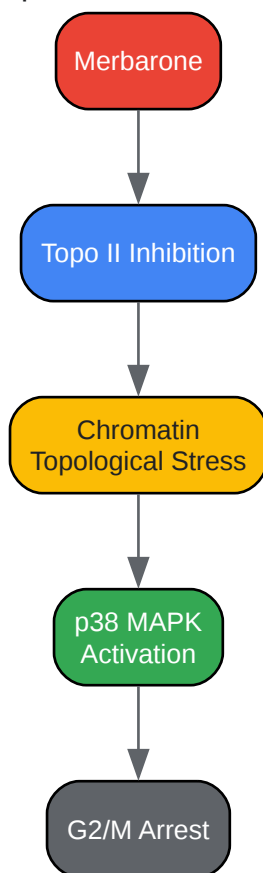 Merbarone
Topo II Inhibition
Chromatin
Topological Stress
p38 MAPK
Activation
G2/M Arrest